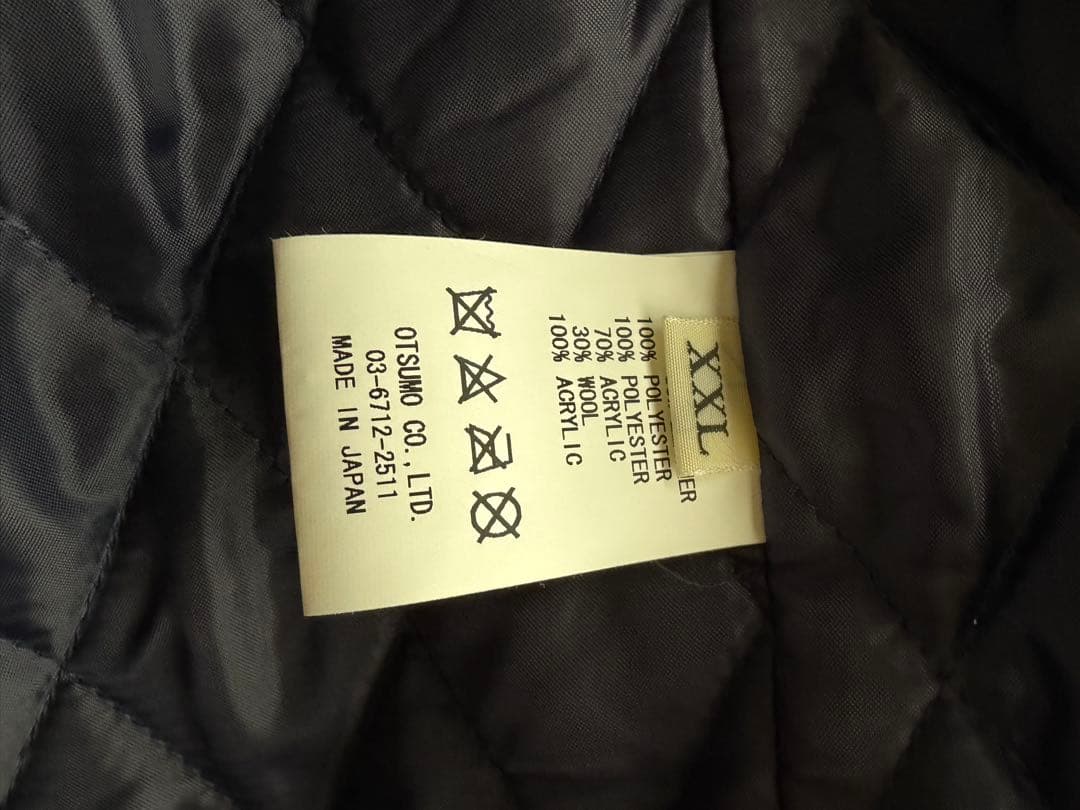 XXL
100% POLYESTER
100% POLYESTER
70% ACRYLIC
30% WOOL
100% ACRYLIC
OTSUMO CO.,LTD.
03-6712-2511
MADE IN JAPAN